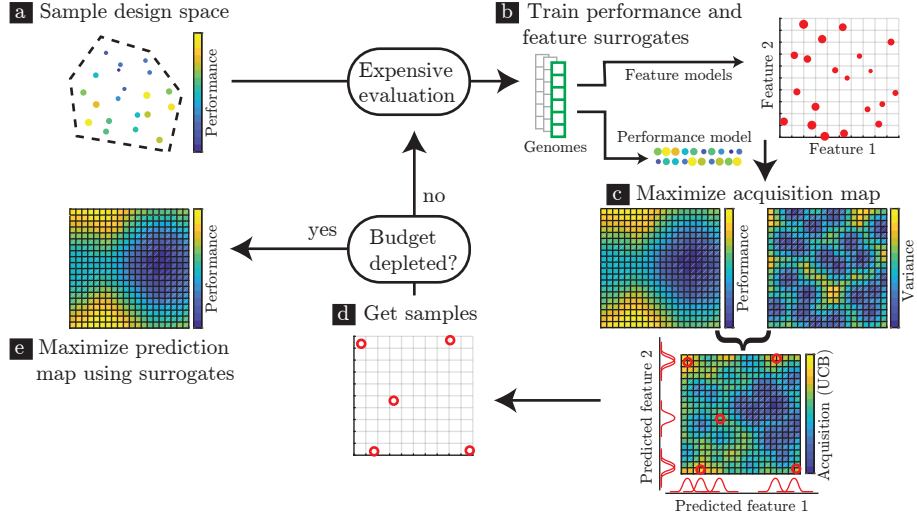 a Sample design space
Performance
Expensive
evaluation
b Train performance and
feature surrogates
Genomes
Feature models
Performance model
Feature 2
Feature 1
c Maximize acquisition map
Performance
Variance
Predicted feature 2
Acquisition (UCB)
Predicted feature 1
d Get samples
Budget
depleted?
no
yes
Performance
e Maximize prediction
map using surrogates